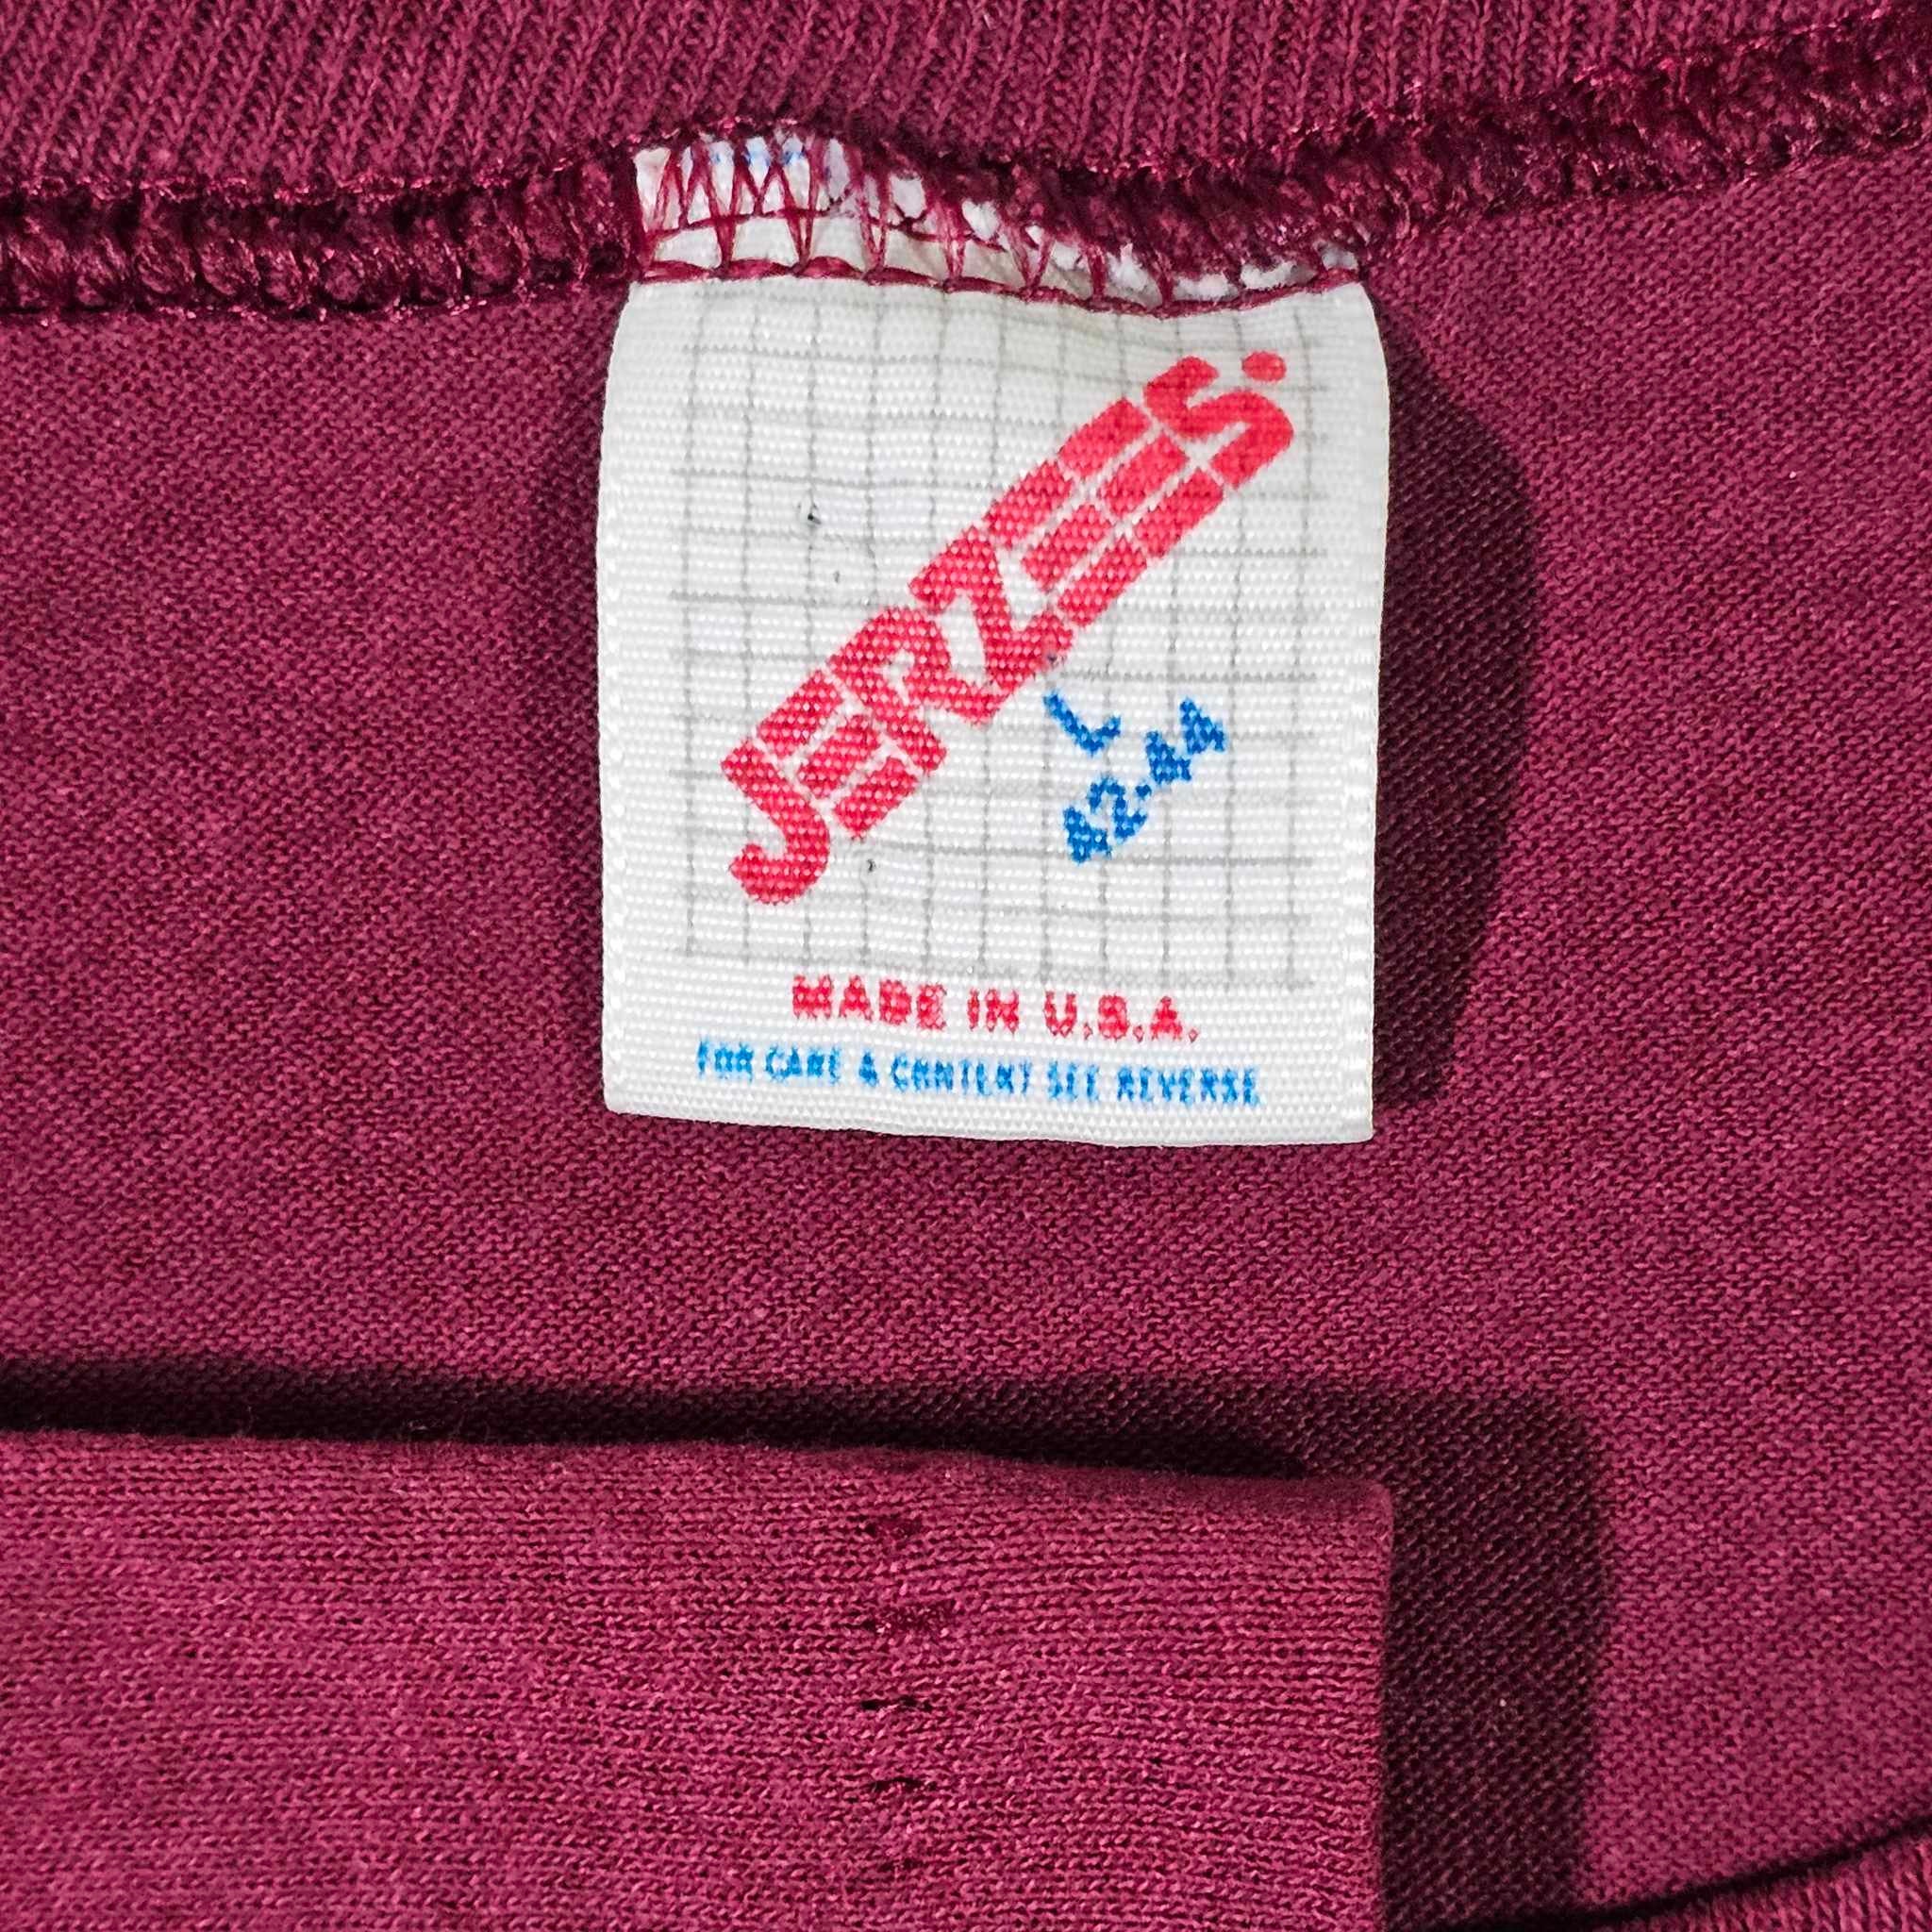 JERZEES.
L
42-44
MADE IN U.S.A.
FOR CARE & CONTENT SEE REVERSE